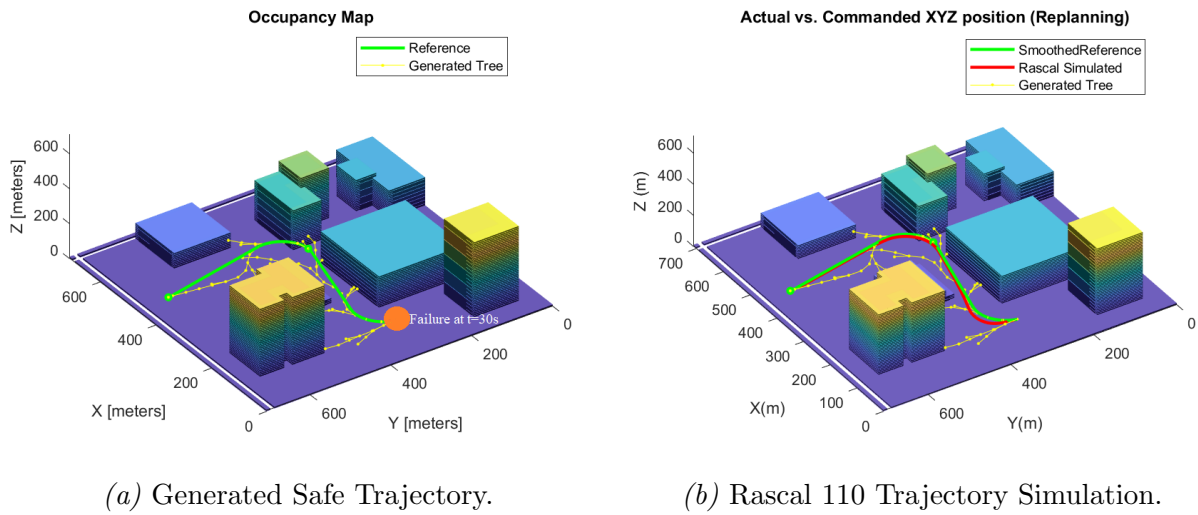 Occupancy Map
Reference
Generated Tree
Z [meters]
600
400
200
0
600
400
200
0
X [meters]
600
400
200
0
Y [meters]
Failure at t=30s
(a) Generated Safe Trajectory.
Actual vs. Commanded XYZ position (Replanning)
SmoothedReference
Rascal Simulated
Generated Tree
Z (m)
600
400
200
0
700
600
500
400
300
200
100
0
X(m)
600
400
200
0
Y(m)
(b) Rascal 110 Trajectory Simulation.